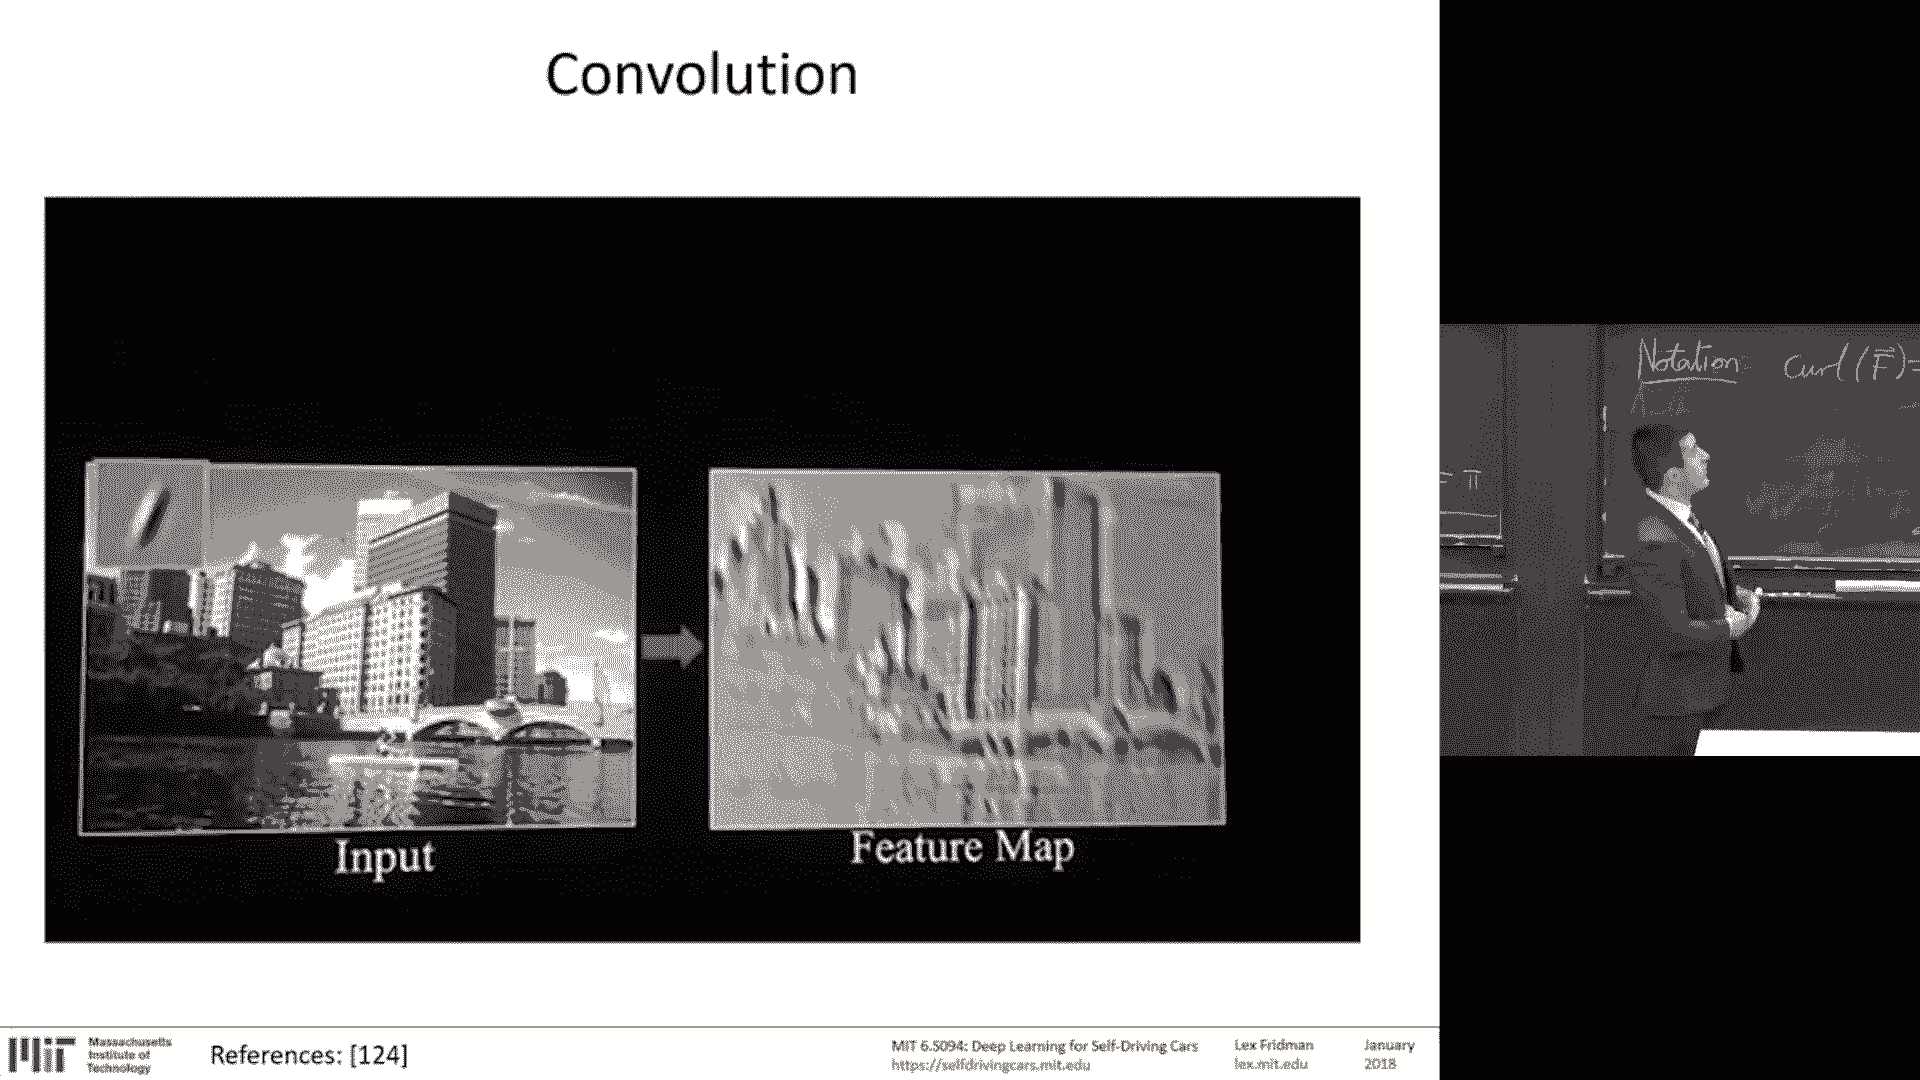 Convolution
Notation Curl (F⃗)=
= π
Input
Feature Map
MIT
Massachusetts
Institute of
Technology
References: [124]
MIT 6.S094: Deep Learning for Self-Driving Cars
https://selfdrivingcars.mit.edu
Lex Fridman
lex.mit.edu
January
2018